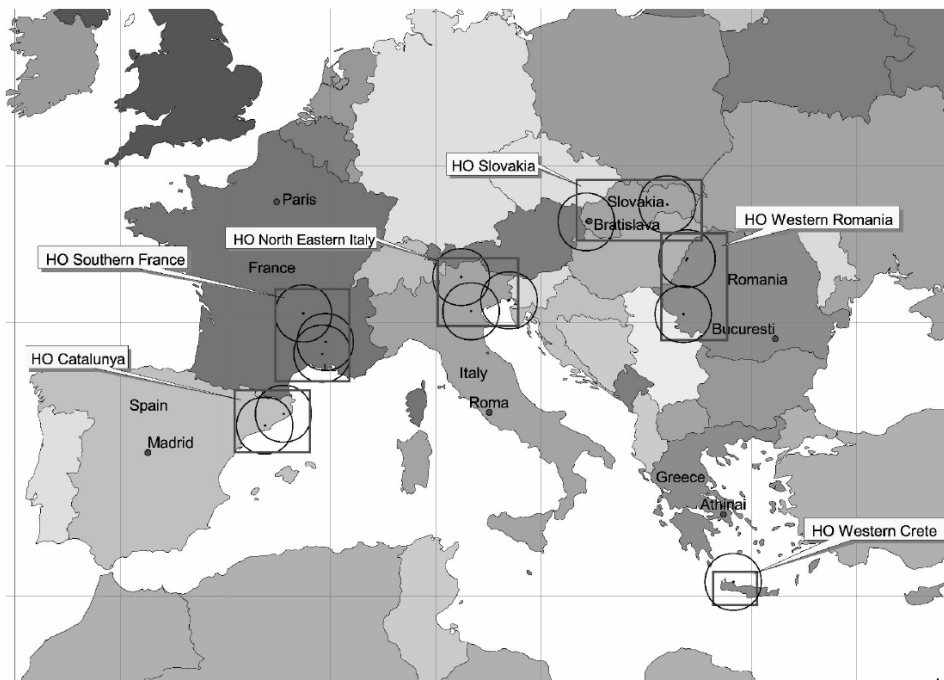 HO Slovakia
Paris
Slovakia
Bratislava
HO Western Romania
HO North Eastern Italy
HO Southern France
France
Romania
Bucuresti
HO Catalunya
Italy
Spain
Roma
Madrid
Greece
Athinai
HO Western Crete